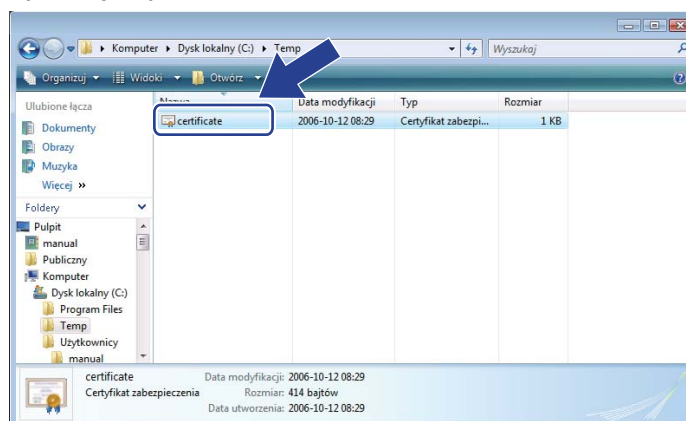 Komputer ▸ Dysk lokalny (C:) ▸ Temp
Wyszukaj
Organizuj Widoki Otwórz
Ulubione łącza
Dokumenty
Obrazy
Muzyka
Więcej »
Foldery
Pulpit
manual
Publiczny
Komputer
Dysk lokalny (C:)
Program Files
Temp
Użytkownicy
manual
Data modyfikacji Typ Rozmiar
certificate 2006-10-12 08:29 Certyfikat zabezpi... 1 KB
certificate Data modyfikacji: 2006-10-12 08:29
Certyfikat zabezpieczenia Rozmiar: 414 bajtów
Data utworzenia: 2006-10-12 08:29